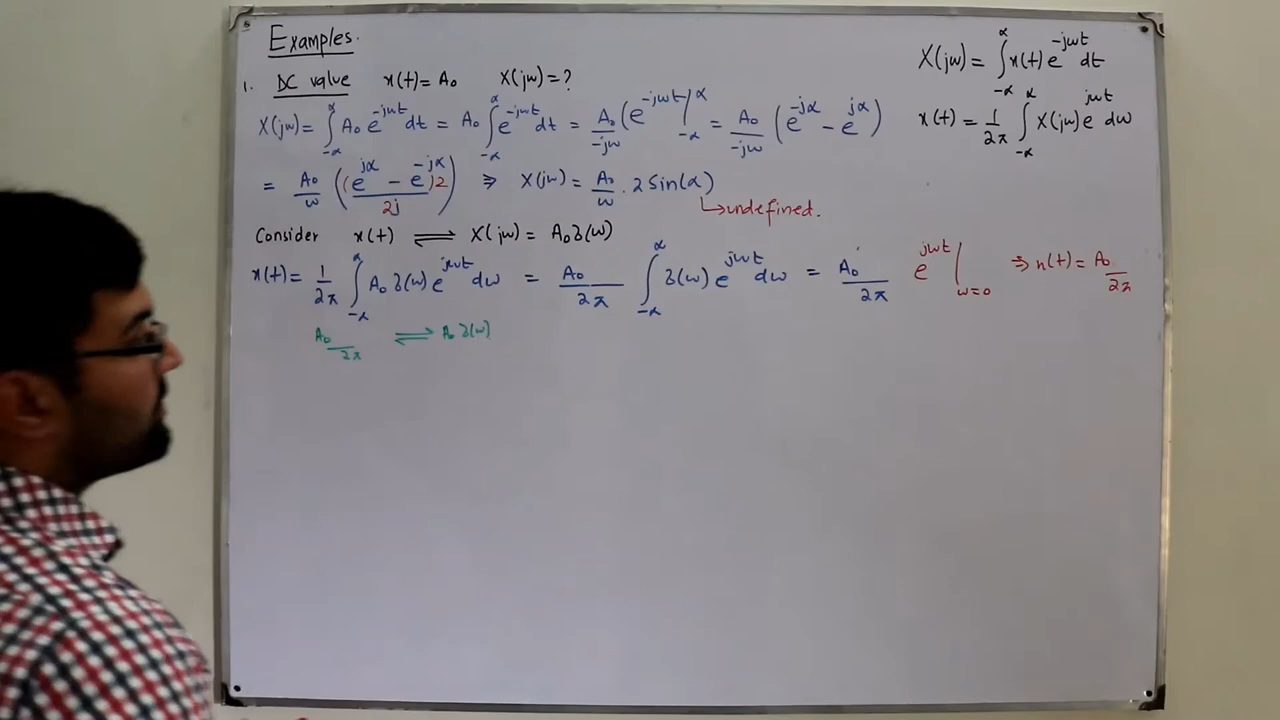 Examples.
X(jω) = ∫_{-∞}^{∞} x(t) e^{-jωt} dt
1. DC value x(t) = A₀ X(jω) = ?
x(t) = 1/2π ∫_{-∞}^{∞} X(jω) e^{jωt} dω
X(jω) = ∫_{-∞}^{∞} A₀ e^{-jωt} dt = A₀ ∫_{-∞}^{∞} e^{-jωt} dt = A₀/-jω (e^{-jωt} |_{-∞}^{∞} = A₀/-jω (e^{-j∞} - e^{j∞})
= A₀/ω ((e^{j∞} - e^{-j∞})2/2j) ⇒ X(jω) = A₀/ω . 2 Sin(∞)
↳ undefined.
Consider x(t) ⇌ X(jω) = A₀ δ(ω)
x(t) = 1/2π ∫_{-∞}^{∞} A₀ δ(ω) e^{jωt} dω = A₀/2π ∫_{-∞}^{∞} δ(ω) e^{jωt} dω = A₀/2π e^{jωt} |_{ω=0} ⇒ x(t) = A₀/2π
A₀/2π ⇌ A₀ δ(ω)